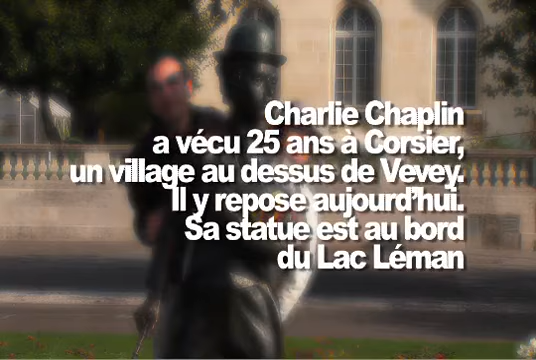 Charlie Chaplin
a vécu 25 ans à Corsier,
un village au dessus de Vevey.
Il y repose aujourd'hui.
Sa statue est au bord
du Lac Léman